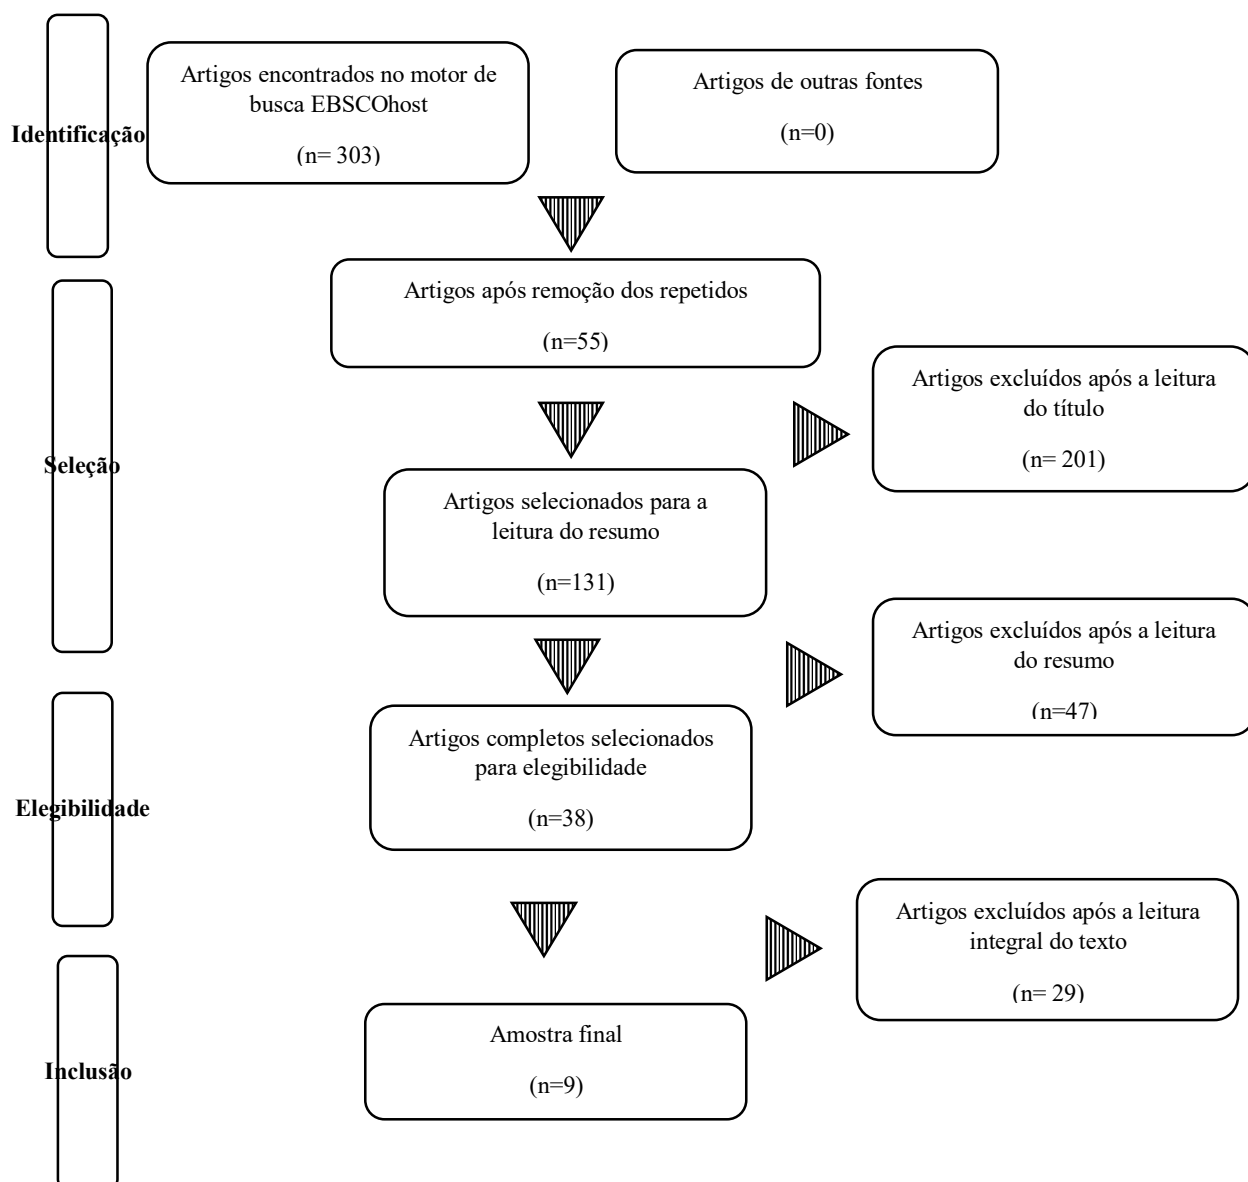 Identificação
Artigos encontrados no motor de
busca EBSCOhost
(n= 303)
Artigos de outras fontes
(n=0)
Artigos após remoção dos repetidos
(n=55)
Seleção
Artigos excluídos após a leitura
do título
(n= 201)
Artigos selecionados para a
leitura do resumo
(n=131)
Artigos excluídos após a leitura
do resumo
(n=47)
Elegibilidade
Artigos completos selecionados
para elegibilidade
(n=38)
Artigos excluídos após a leitura
integral do texto
(n= 29)
Inclusão
Amostra final
(n=9)